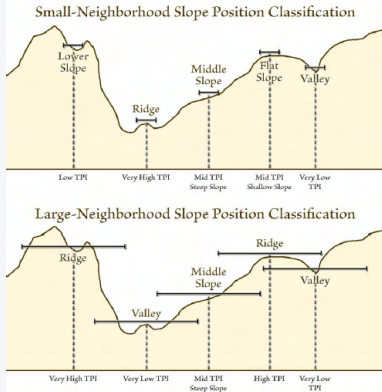 Small-Neighborhood Slope Position Classification
Lower
Slope
Ridge
Middle
Slope
Flat
Slope
Valley
Low TPI
Very High TPI
Mid TPI
Steep Slope
Mid TPI
Shallow Slope
Very Low
TPI
Large-Neighborhood Slope Position Classification
Ridge
Valley
Middle
Slope
Ridge
Valley
Very High TPI
Very Low TPI
Mid TPI
Steep Slope
High TPI
Very Low
TPI